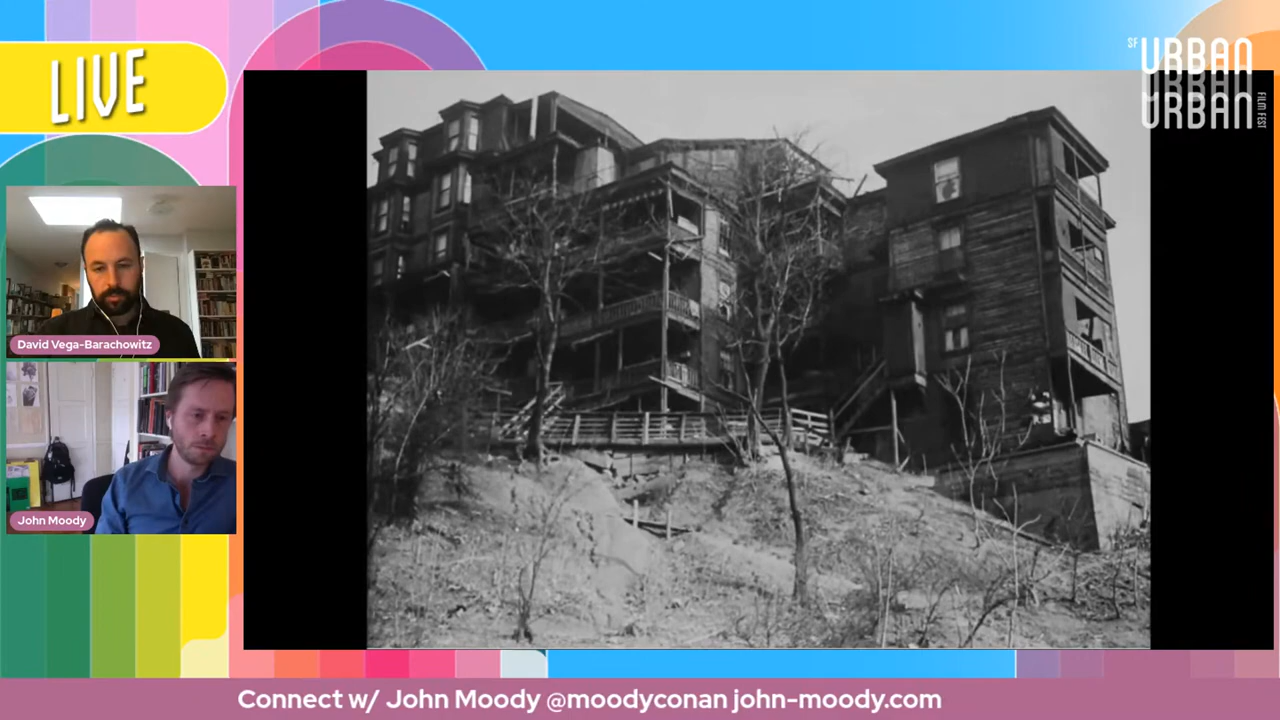 LIVE
SF URBAN
URBAN FILM FEST
David Vega-Barachowitz
John Moody
Connect w/ John Moody @moodyconan john-moody.com